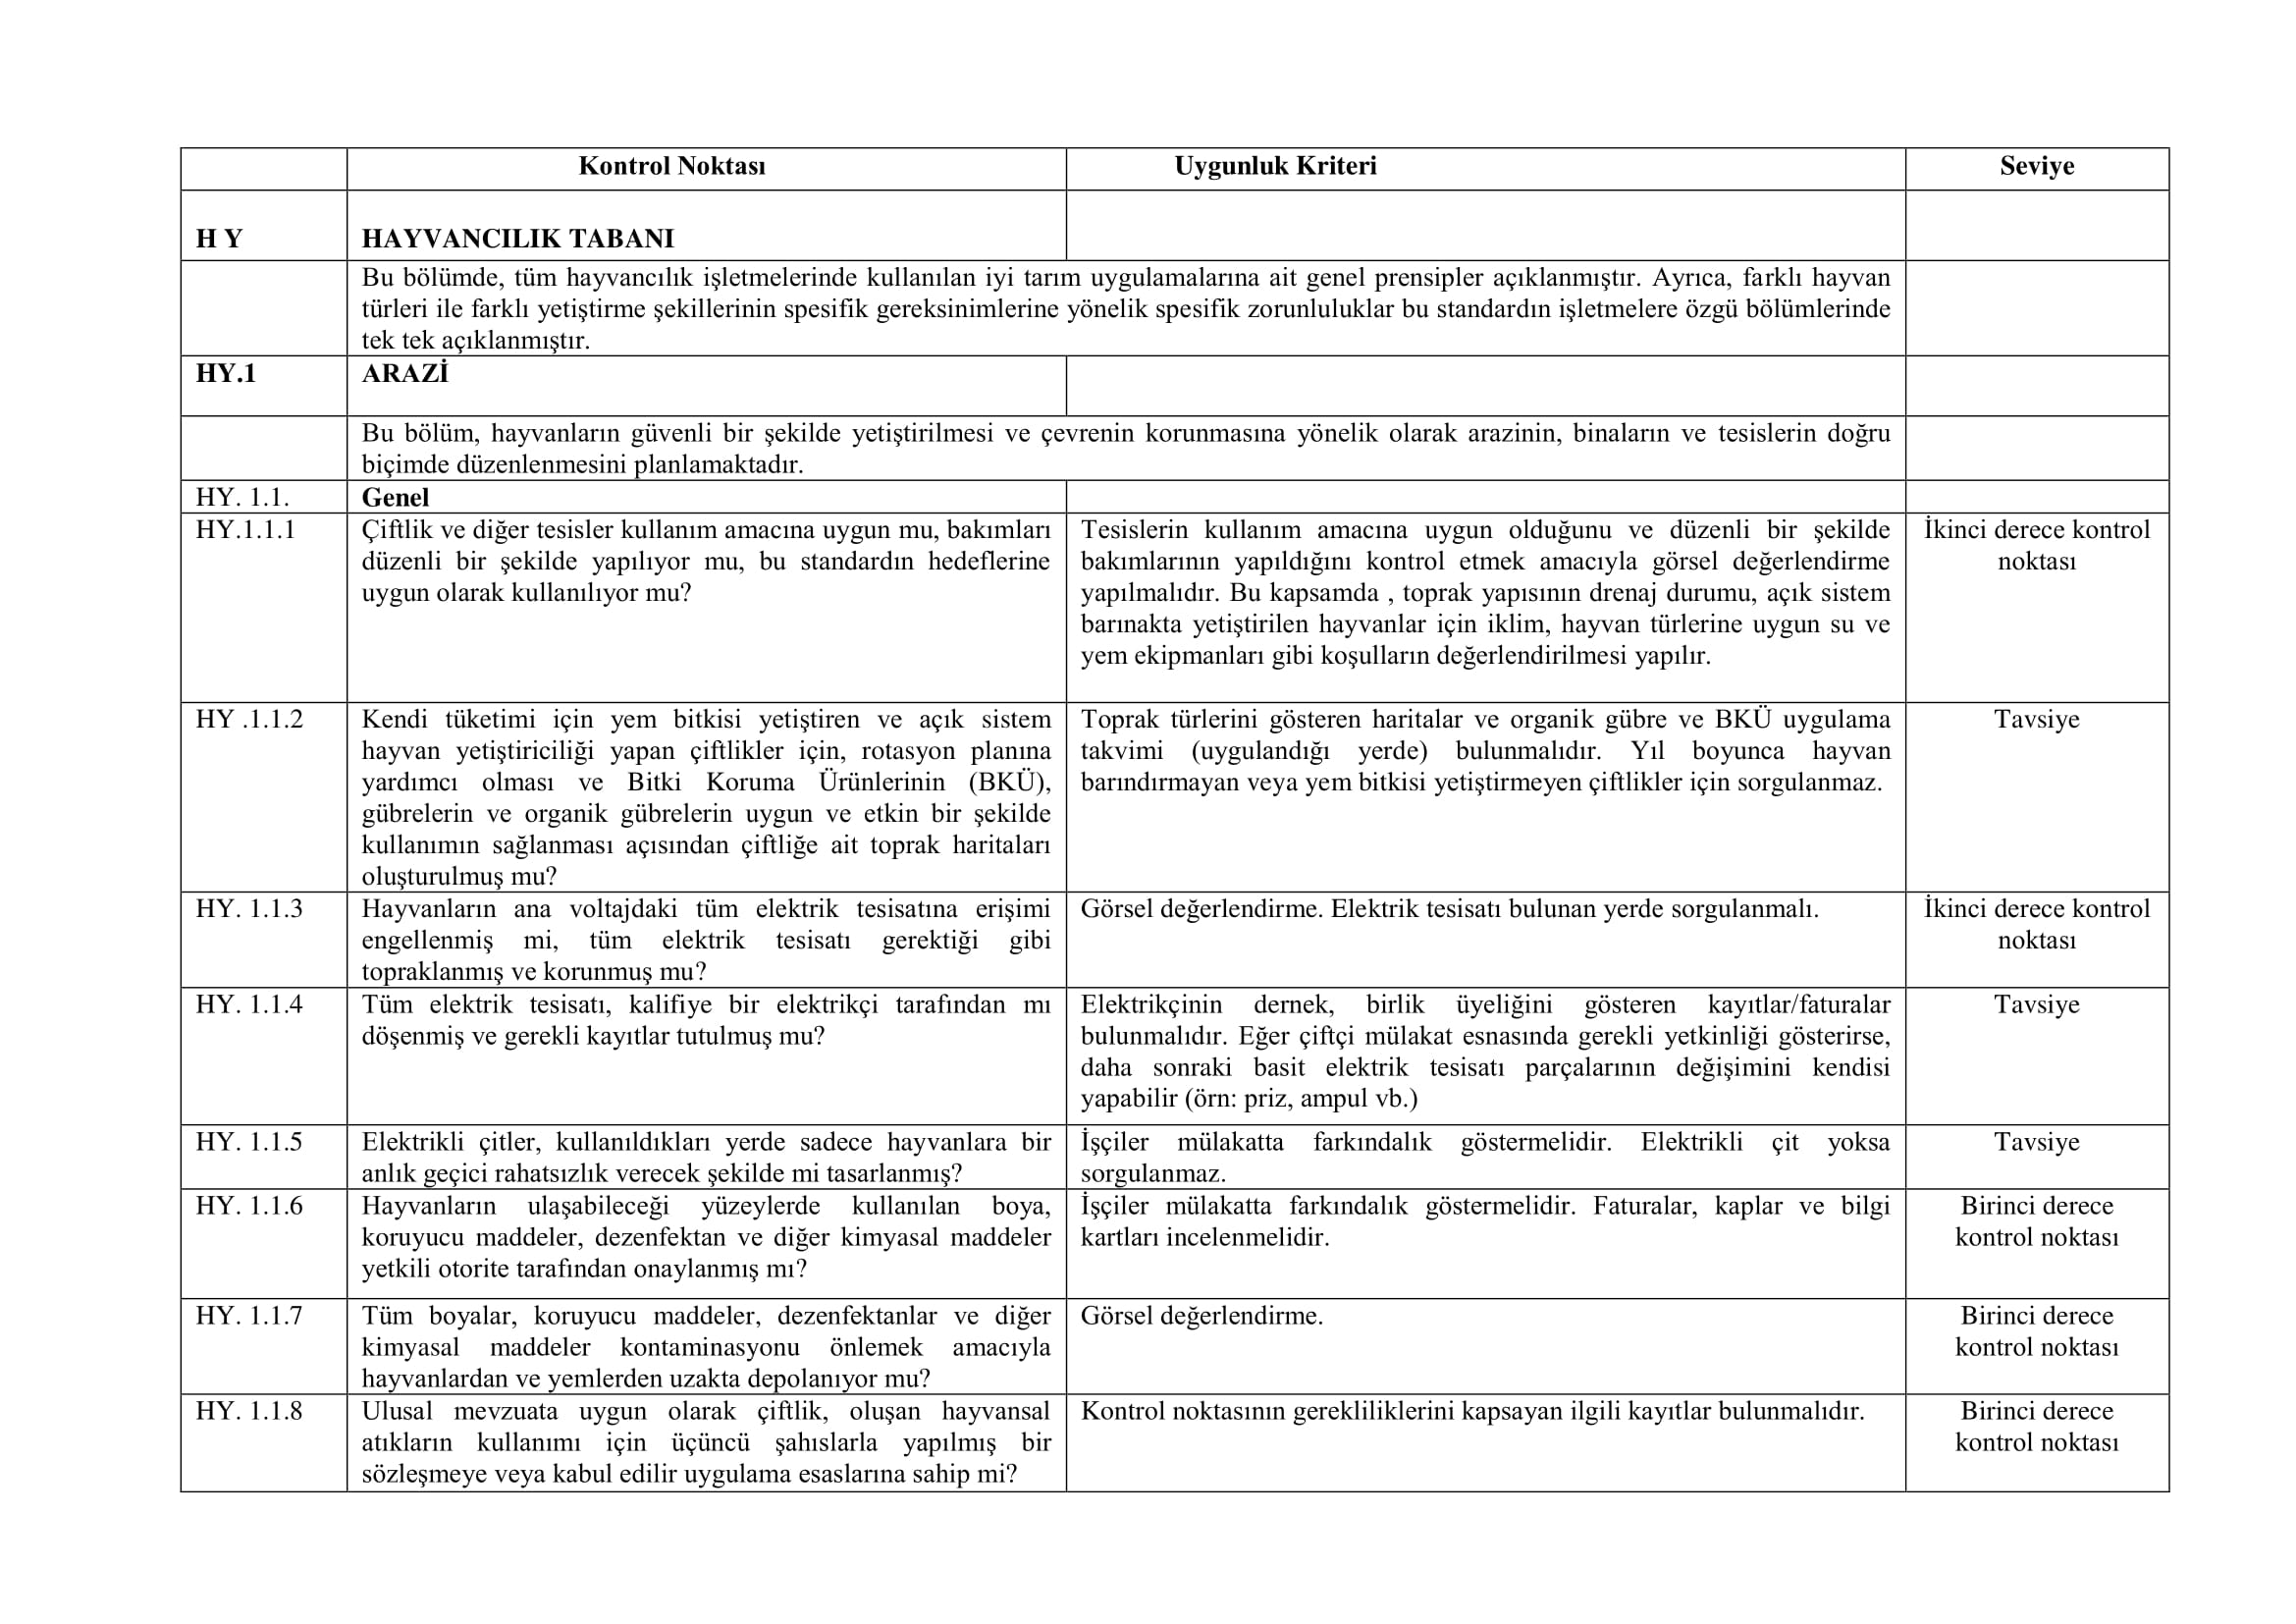 Kontrol Noktası Uygunluk Kriteri Seviye
H Y HAYVANCILIK TABANI
Bu bölümde, tüm hayvancılık işletmelerinde kullanılan iyi tarım uygulamalarına ait genel prensipler açıklanmıştır. Ayrıca, farklı hayvan
türleri ile farklı yetiştirme şekillerinin spesifik gereksinimlerine yönelik spesifik zorunluluklar bu standardın işletmelere özgü bölümlerinde
tek tek açıklanmıştır.
HY.1 ARAZİ
Bu bölüm, hayvanların güvenli bir şekilde yetiştirilmesi ve çevrenin korunmasına yönelik olarak arazinin, binaların ve tesislerin doğru
biçimde düzenlenmesini planlamaktadır.
HY. 1.1. Genel
HY.1.1.1
Çiftlik ve diğer tesisler kullanım amacına uygun mu, bakımları
düzenli bir şekilde yapılıyor mu, bu standardın hedeflerine
uygun olarak kullanılıyor mu?
Tesislerin kullanım amacına uygun olduğunu ve düzenli bir şekilde
bakımlarının yapıldığını kontrol etmek amacıyla görsel değerlendirme
yapılmalıdır. Bu kapsamda , toprak yapısının drenaj durumu, açık sistem
barınakta yetiştirilen hayvanlar için iklim, hayvan türlerine uygun su ve
yem ekipmanları gibi koşulların değerlendirilmesi yapılır.
İkinci derece kontrol
noktası
HY .1.1.2
Kendi tüketimi için yem bitkisi yetiştiren ve açık sistem
hayvan yetiştiriciliği yapan çiftlikler için, rotasyon planına
yardımcı olması ve Bitki Koruma Ürünlerinin (BKÜ),
gübrelerin ve organik gübrelerin uygun ve etkin bir şekilde
kullanımın sağlanması açısından çiftliğe ait toprak haritaları
oluşturulmuş mu?
Toprak türlerini gösteren haritalar ve organik gübre ve BKÜ uygulama
takvimi (uygulandığı yerde) bulunmalıdır. Yıl boyunca hayvan
barındırmayan veya yem bitkisi yetiştirmeyen çiftlikler için sorgulanmaz.
Tavsiye
HY. 1.1.3
Hayvanların ana voltajdaki tüm elektrik tesisatına erişimi
engellenmiş mi, tüm elektrik tesisatı gerektiği gibi
topraklanmış ve korunmuş mu?
Görsel değerlendirme. Elektrik tesisatı bulunan yerde sorgulanmalı.
İkinci derece kontrol
noktası
HY. 1.1.4
Tüm elektrik tesisatı, kalifiye bir elektrikçi tarafından mı
döşenmiş ve gerekli kayıtlar tutulmuş mu?
Elektrikçinin dernek, birlik üyeliğini gösteren kayıtlar/faturalar
bulunmalıdır. Eğer çiftçi mülakat esnasında gerekli yetkinliği gösterirse,
daha sonraki basit elektrik tesisatı parçalarının değişimini kendisi
yapabilir (örn: priz, ampul vb.)
Tavsiye
HY. 1.1.5
Elektrikli çitler, kullanıldıkları yerde sadece hayvanlara bir
anlık geçici rahatsızlık verecek şekilde mi tasarlanmış?
İşçiler mülakatta farkındalık göstermelidir. Elektrikli çit yoksa
sorgulanmaz.
Tavsiye
HY. 1.1.6
Hayvanların ulaşabileceği yüzeylerde kullanılan boya,
koruyucu maddeler, dezenfektan ve diğer kimyasal maddeler
yetkili otorite tarafından onaylanmış mı?
İşçiler mülakatta farkındalık göstermelidir. Faturalar, kaplar ve bilgi
kartları incelenmelidir.
Birinci derece
kontrol noktası
HY. 1.1.7
Tüm boyalar, koruyucu maddeler, dezenfektanlar ve diğer
kimyasal maddeler kontaminasyonu önlemek amacıyla
hayvanlardan ve yemlerden uzakta depolanıyor mu?
Görsel değerlendirme.
Birinci derece
kontrol noktası
HY. 1.1.8
Ulusal mevzuata uygun olarak çiftlik, oluşan hayvansal
atıkların kullanımı için üçüncü şahıslarla yapılmış bir
sözleşmeye veya kabul edilir uygulama esaslarına sahip mi?
Kontrol noktasının gerekliliklerini kapsayan ilgili kayıtlar bulunmalıdır.
Birinci derece
kontrol noktası